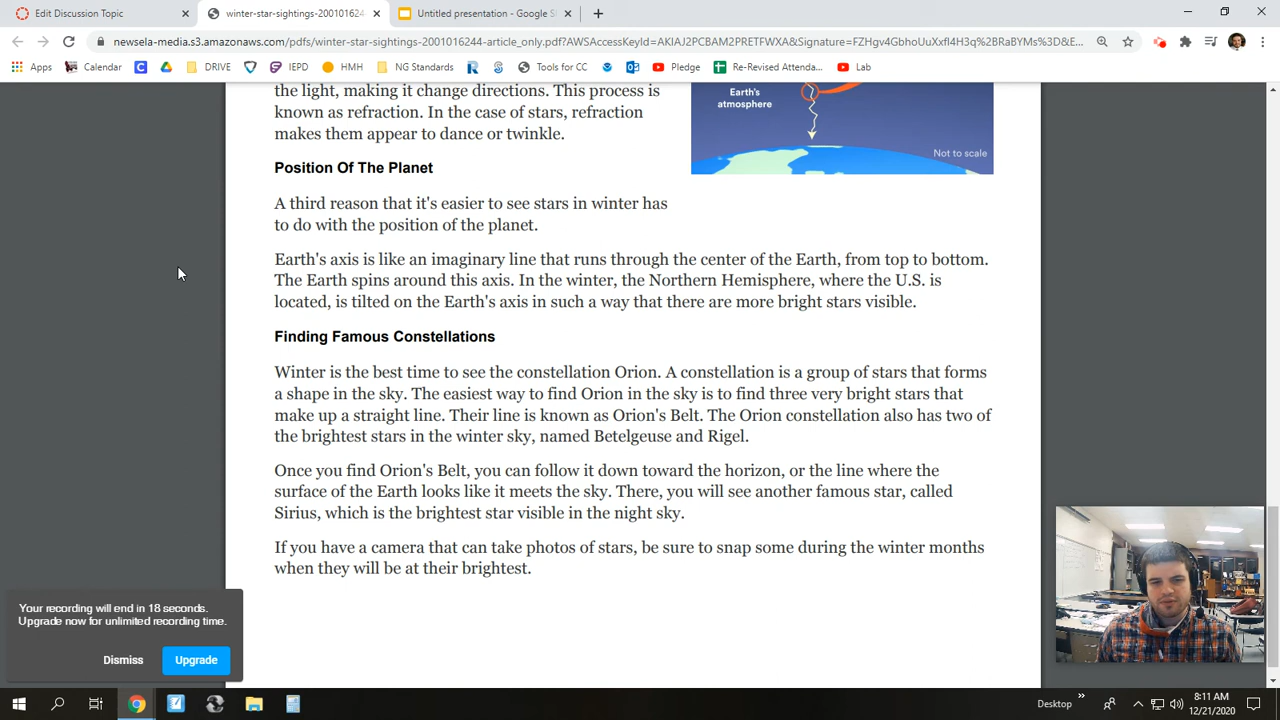 Edit Discussion Topic
winter-star-sightings-2001016244
Untitled presentation - Google S
newsela-media.s3.amazonaws.com/pdfs/winter-star-sightings-2001016244-article_only.pdf?AWSAccessKeyId=AKIAJ2PCBAM2PRETFWXA&Signature=FZHgv4GbhoUuXxfI4H3q%2BRaBYMs%3D&E...
Apps
Calendar
DRIVE
IEPD
HMH
NG Standards
Tools for CC
Pledge
Re-Revised Attenda...
Lab
the light, making it change directions. This process is
known as refraction. In the case of stars, refraction
makes them appear to dance or twinkle.
Earth's
atmosphere
Not to scale
Position Of The Planet
A third reason that it's easier to see stars in winter has
to do with the position of the planet.
Earth's axis is like an imaginary line that runs through the center of the Earth, from top to bottom.
The Earth spins around this axis. In the winter, the Northern Hemisphere, where the U.S. is
located, is tilted on the Earth's axis in such a way that there are more bright stars visible.
Finding Famous Constellations
Winter is the best time to see the constellation Orion. A constellation is a group of stars that forms
a shape in the sky. The easiest way to find Orion in the sky is to find three very bright stars that
make up a straight line. Their line is known as Orion's Belt. The Orion constellation also has two of
the brightest stars in the winter sky, named Betelgeuse and Rigel.
Once you find Orion's Belt, you can follow it down toward the horizon, or the line where the
surface of the Earth looks like it meets the sky. There, you will see another famous star, called
Sirius, which is the brightest star visible in the night sky.
If you have a camera that can take photos of stars, be sure to snap some during the winter months
when they will be at their brightest.
Your recording will end in 18 seconds.
Upgrade now for unlimited recording time.
Dismiss
Upgrade
Desktop
8:11 AM
12/21/2020